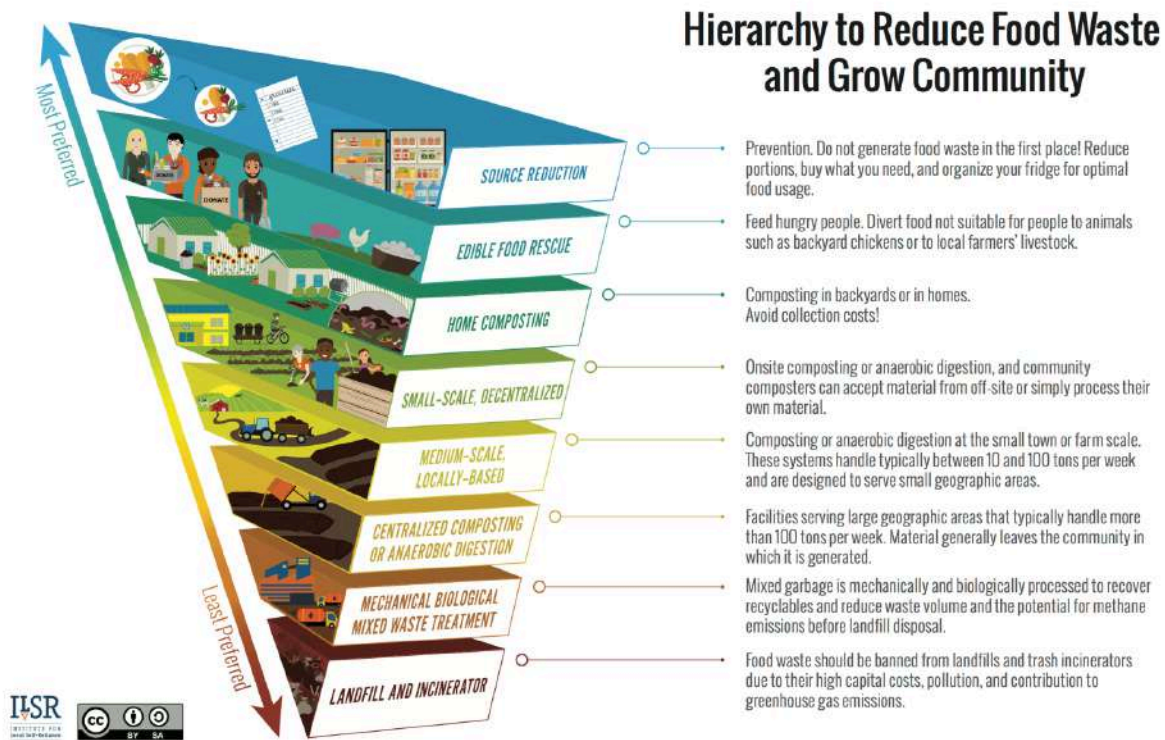 Hierarchy to Reduce Food Waste
and Grow Community
Most Preferred
Least Preferred
DONATE
DONATE
SOURCE REDUCTION
Prevention. Do not generate food waste in the first place! Reduce
portions, buy what you need, and organize your fridge for optimal
food usage.
EDIBLE FOOD RESCUE
Feed hungry people. Divert food not suitable for people to animals
such as backyard chickens or to local farmers' livestock.
HOME COMPOSTING
Composting in backyards or in homes.
Avoid collection costs!
SMALL-SCALE, DECENTRALIZED
Onsite composting or anaerobic digestion, and community
composters can accept material from off-site or simply process their
own material.
MEDIUM-SCALE,
LOCALLY-BASED
Composting or anaerobic digestion at the small town or farm scale.
These systems handle typically between 10 and 100 tons per week
and are designed to serve small geographic areas.
CENTRALIZED COMPOSTING
OR ANAEROBIC DIGESTION
Facilities serving large geographic areas that typically handle more
than 100 tons per week. Material generally leaves the community in
which it is generated.
MECHANICAL BIOLOGICAL
MIXED WASTE TREATMENT
Mixed garbage is mechanically and biologically processed to recover
recyclables and reduce waste volume and the potential for methane
emissions before landfill disposal.
LANDFILL AND INCINERATOR
Food waste should be banned from landfills and trash incinerators
due to their high capital costs, pollution, and contribution to
greenhouse gas emissions.
ILSR
INSTITUTE FOR
Local Self-Reliance
cc
BY SA